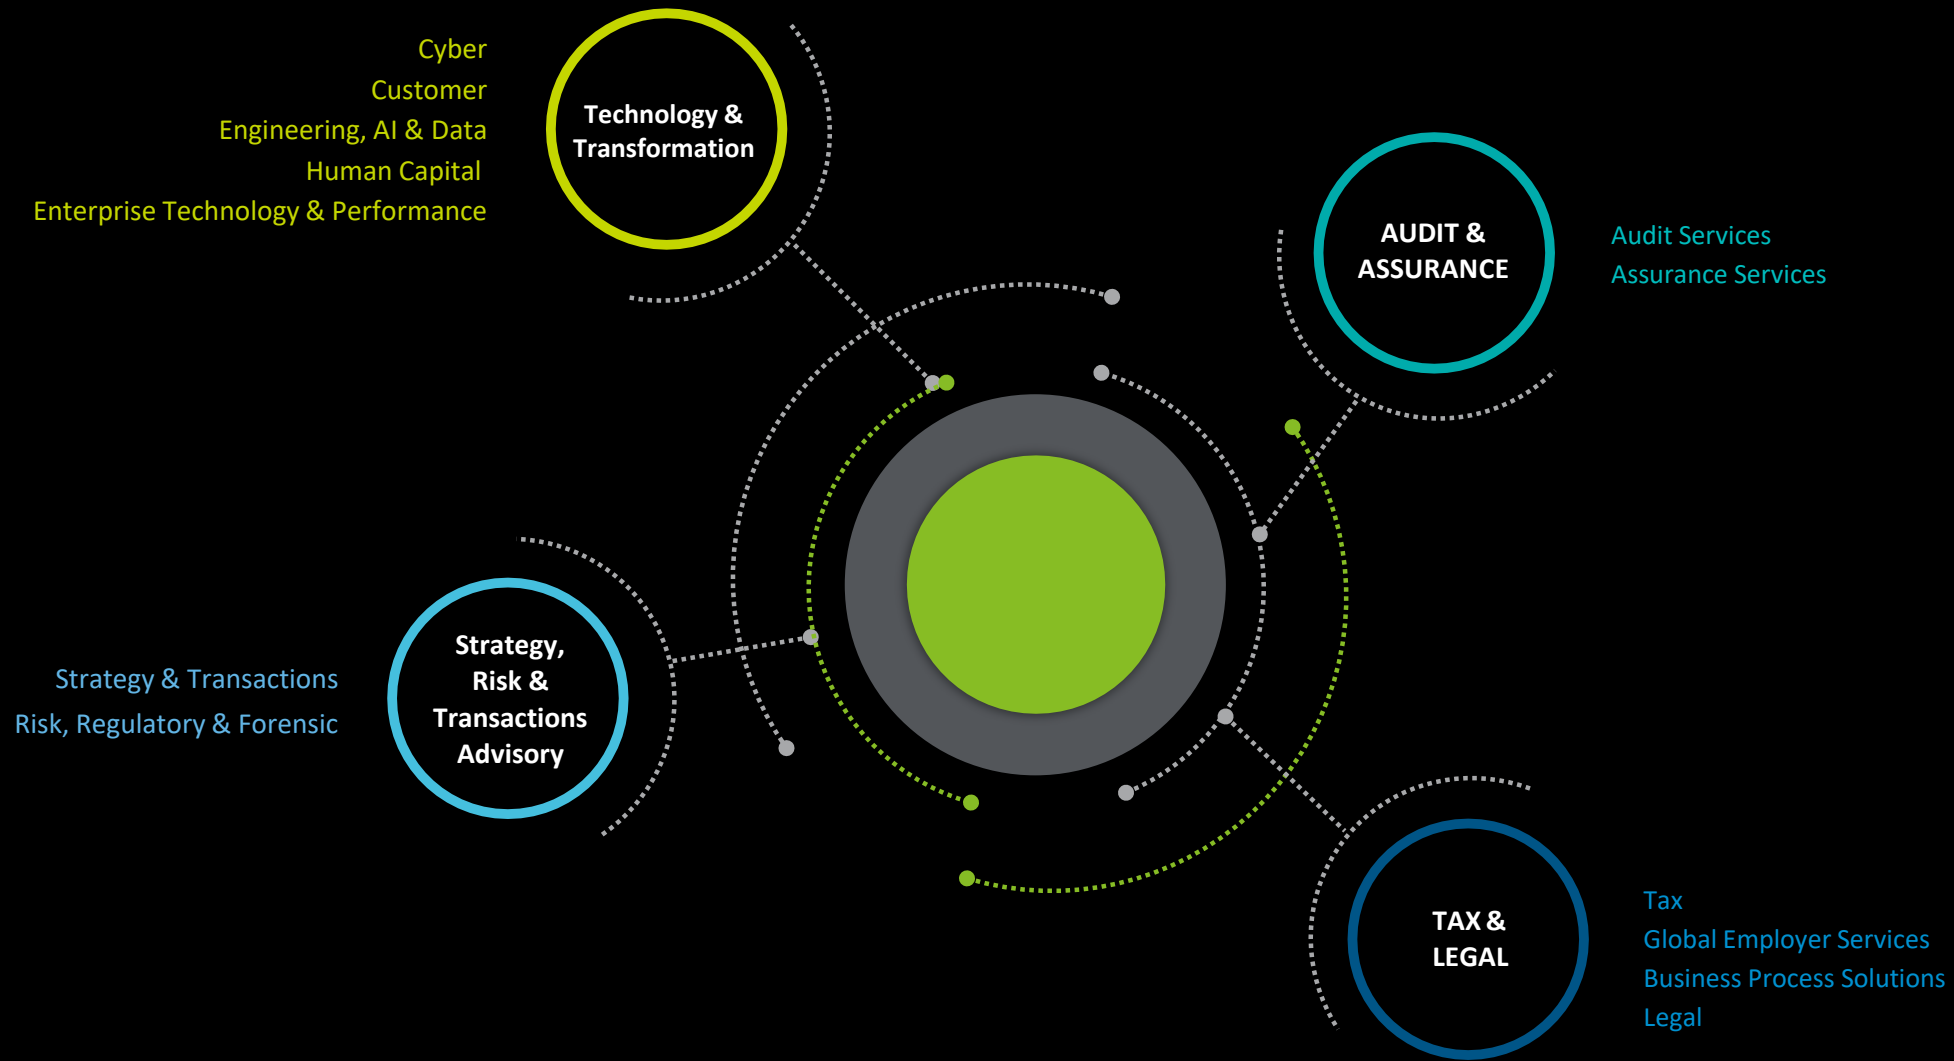 Cyber
Customer
Engineering, AI & Data
Human Capital
Enterprise Technology & Performance
Technology &
Transformation
AUDIT &
ASSURANCE
Audit Services
Assurance Services
Strategy & Transactions
Risk, Regulatory & Forensic
Strategy,
Risk &
Transactions
Advisory
TAX &
LEGAL
Tax
Global Employer Services
Business Process Solutions
Legal